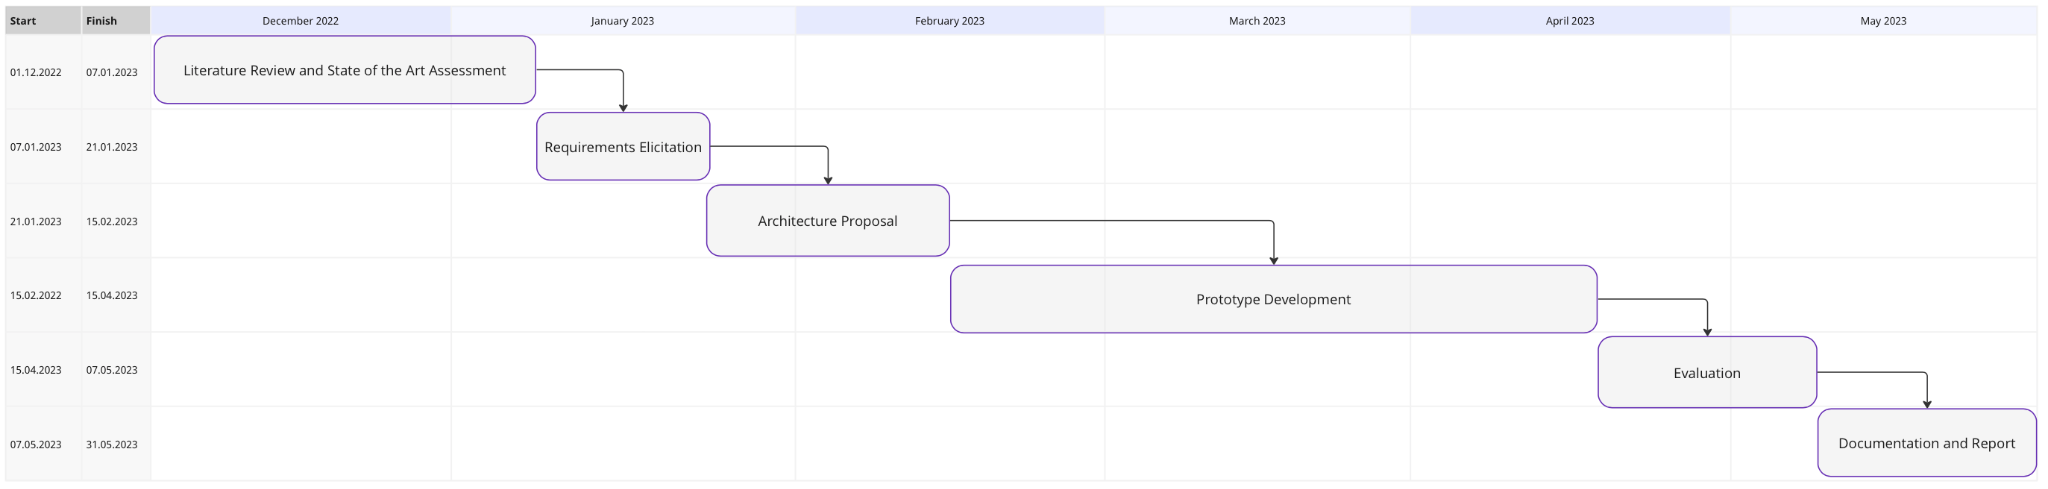 Start Finish December 2022 January 2023 February 2023 March 2023 April 2023 May 2023
01.12.2022 07.01.2023 Literature Review and State of the Art Assessment
07.01.2023 21.01.2023 Requirements Elicitation
21.01.2023 15.02.2023 Architecture Proposal
15.02.2022 15.04.2023 Prototype Development
15.04.2023 07.05.2023 Evaluation
07.05.2023 31.05.2023 Documentation and Report